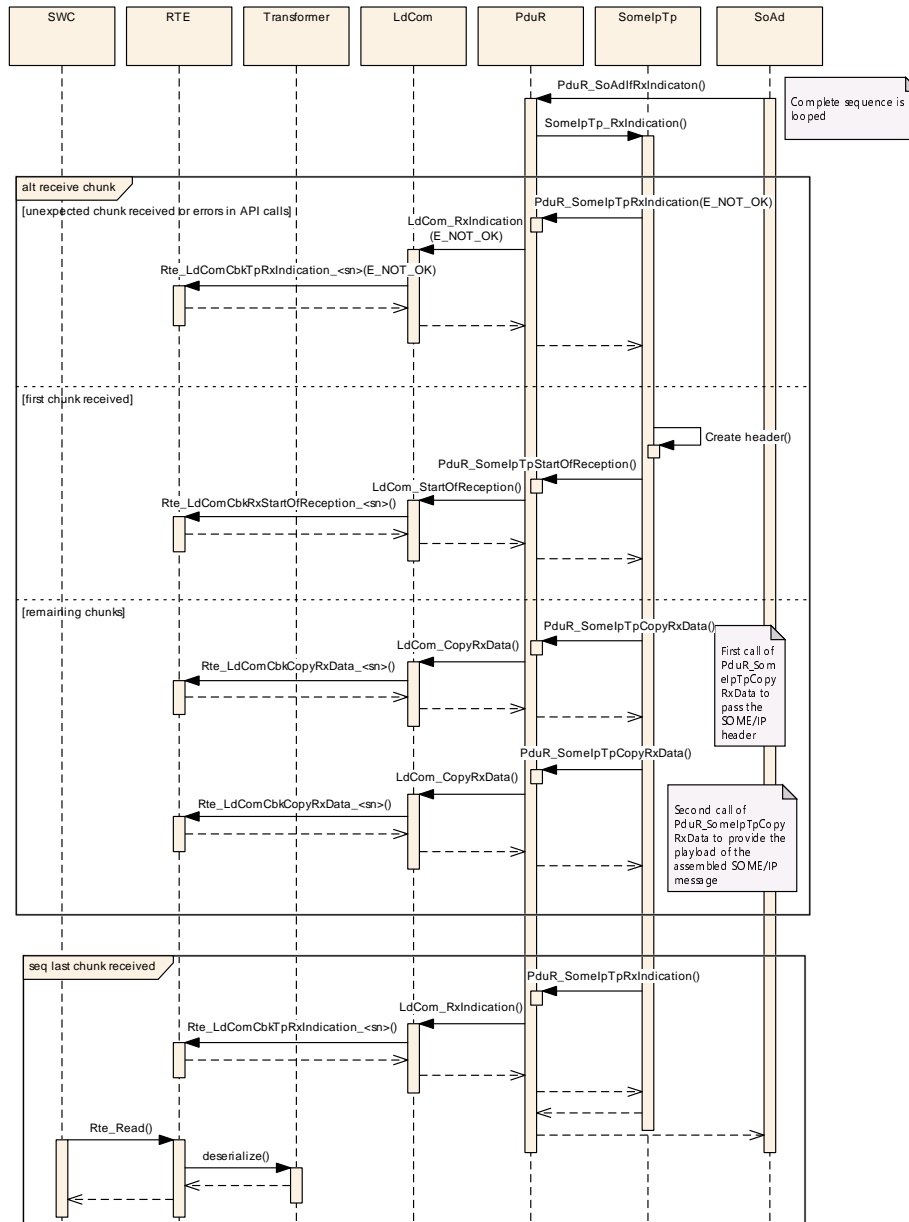 SWC
RTE
Transformer
LdCom
PduR
SomeIpTp
SoAd
PduR_SoAdIfRxIndicaton()
Complete sequence is
looped
SomeIpTp_RxIndication()
alt receive chunk
[unexpected chunk received or errors in API calls]
PduR_SomeIpTpRxIndication(E_NOT_OK)
LdCom_RxIndication
(E_NOT_OK)
Rte_LdComCbkTpRxIndication_<sn>(E_NOT_OK)
[first chunk received]
Create header()
PduR_SomeIpTpStartOfReception()
LdCom_StartOfReception()
Rte_LdComCbkRxStartOfReception_<sn>()
[remaining chunks]
PduR_SomeIpTpCopyRxData()
LdCom_CopyRxData()
Rte_LdComCbkCopyRxData_<sn>()
First call of
PduR_Som
eIpTpCopy
RxData to
pass the
SOME/IP
header
PduR_SomeIpTpCopyRxData()
LdCom_CopyRxData()
Rte_LdComCbkCopyRxData_<sn>()
Second call of
PduR_SomeIpTpCopy
RxData to provide the
playload of the
assembled SOME/IP
message
seq last chunk received
PduR_SomeIpTpRxIndication()
LdCom_RxIndication()
Rte_LdComCbkTpRxIndication_<sn>()
Rte_Read()
deserialize()